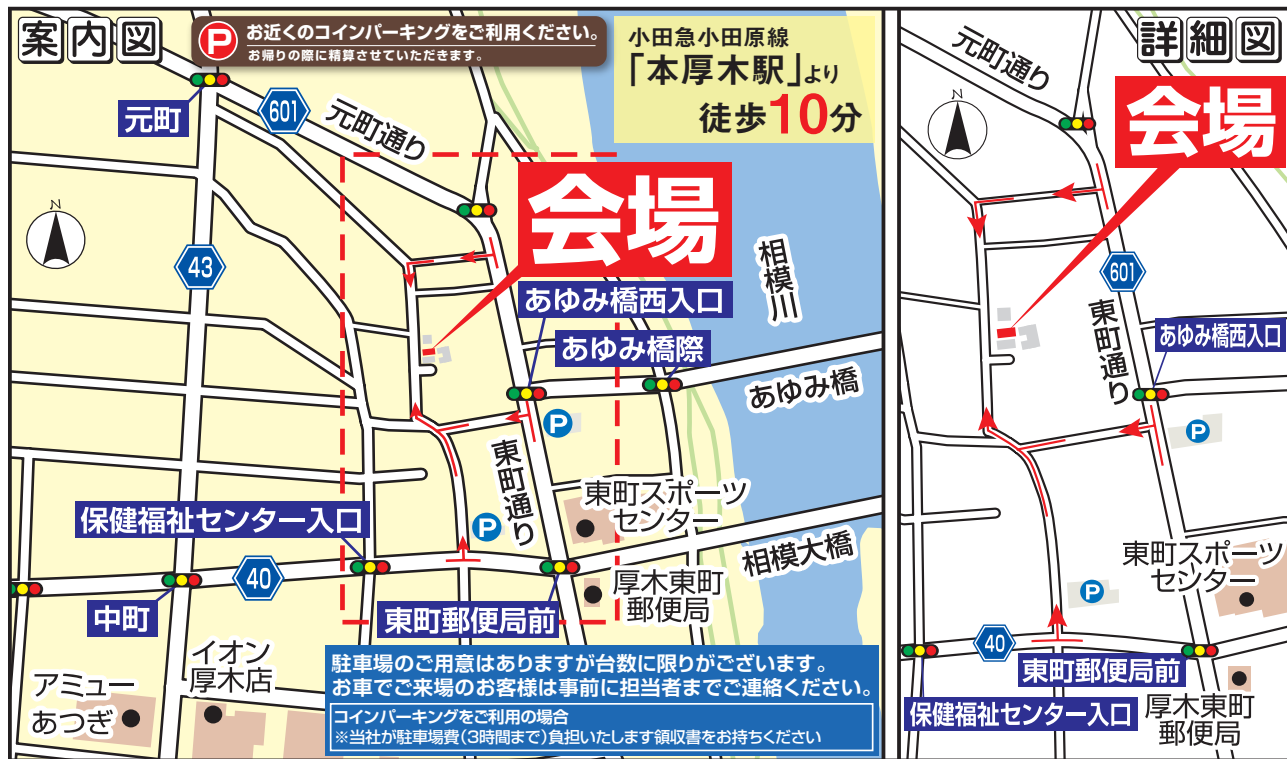 案内図
P
お近くのコインパーキングをご利用ください。
お帰りの際に精算させていただきます。
小田急小田原線
「本厚木駅」より
徒歩10分
元町
601
元町通り
会場
N
43
相模川
あゆみ橋西入口
あゆみ橋際
あゆみ橋
P
東町通り
東町スポーツ
センター
保健福祉センター入口
P
相模大橋
40
中町
東町郵便局前
厚木東町
郵便局
イオン
厚木店
アミュー
あつぎ
駐車場のご用意はありますが台数に限りがございます。
お車でご来場のお客様は事前に担当者までご連絡ください。
コインパーキングをご利用の場合
※当社が駐車場費(3時間まで)負担いたします領収書をお持ちください
詳細図
元町通り
会場
N
601
東町通り
あゆみ橋西入口
P
東町スポーツ
センター
P
40
東町郵便局前
保健福祉センター入口
厚木東町
郵便局